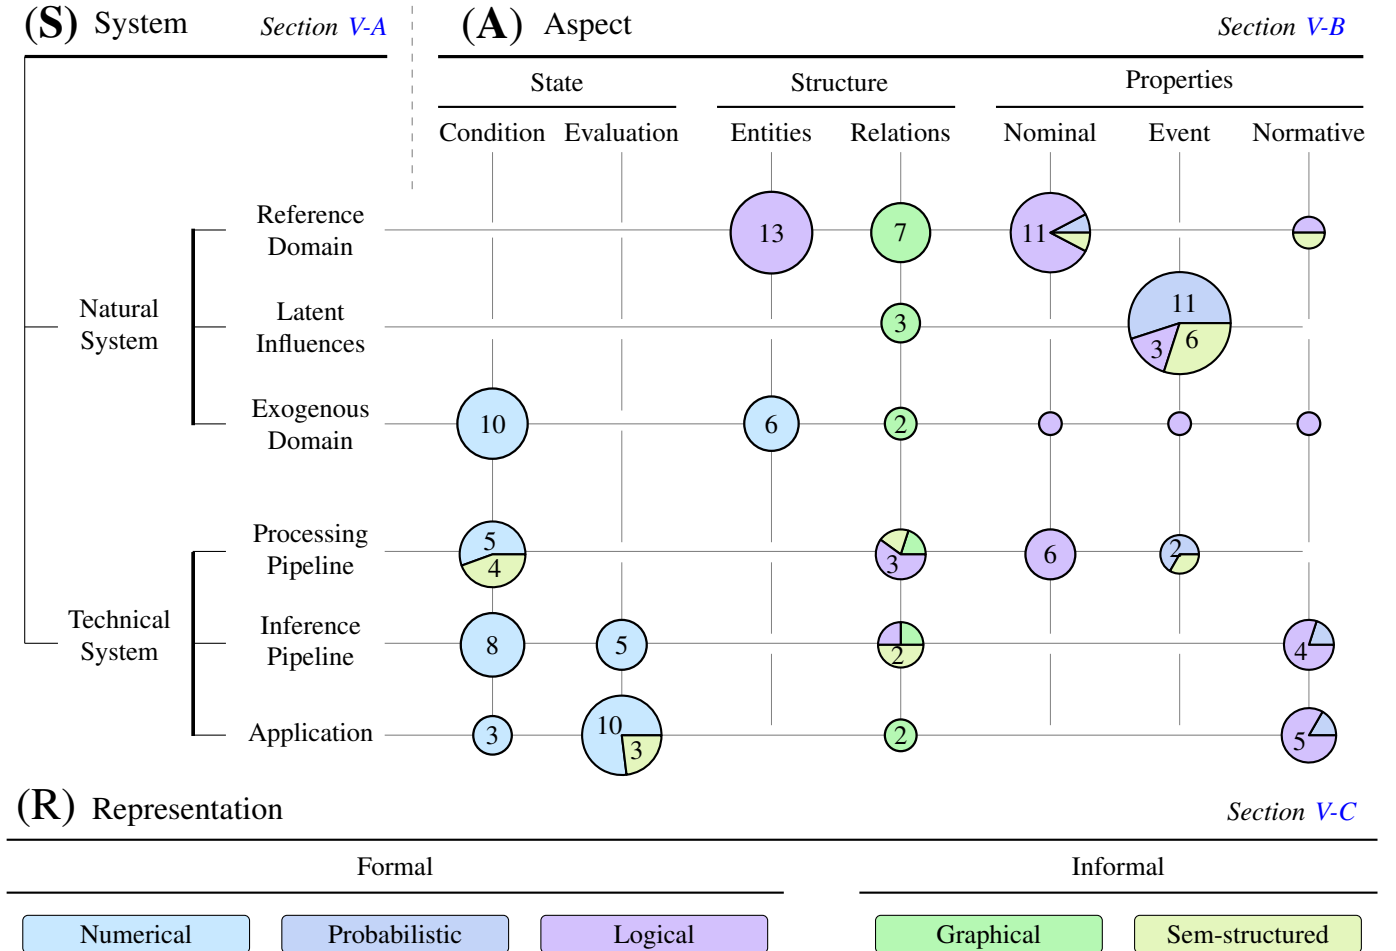 (S) System Section V-A (A) Aspect Section V-B
State Structure Properties
Condition Evaluation Entities Relations Nominal Event Normative
Reference
Domain
13 7 11
Natural
System
Latent
Influences
3 11 3 6
Exogenous
Domain
10 6 2
Processing
Pipeline
5 4 3 6 2
Technical
System
Inference
Pipeline
8 5 2 4
Application
3 10 3 2 5
(R) Representation Section V-C
Formal Informal
Numerical Probabilistic Logical Graphical Sem-structured